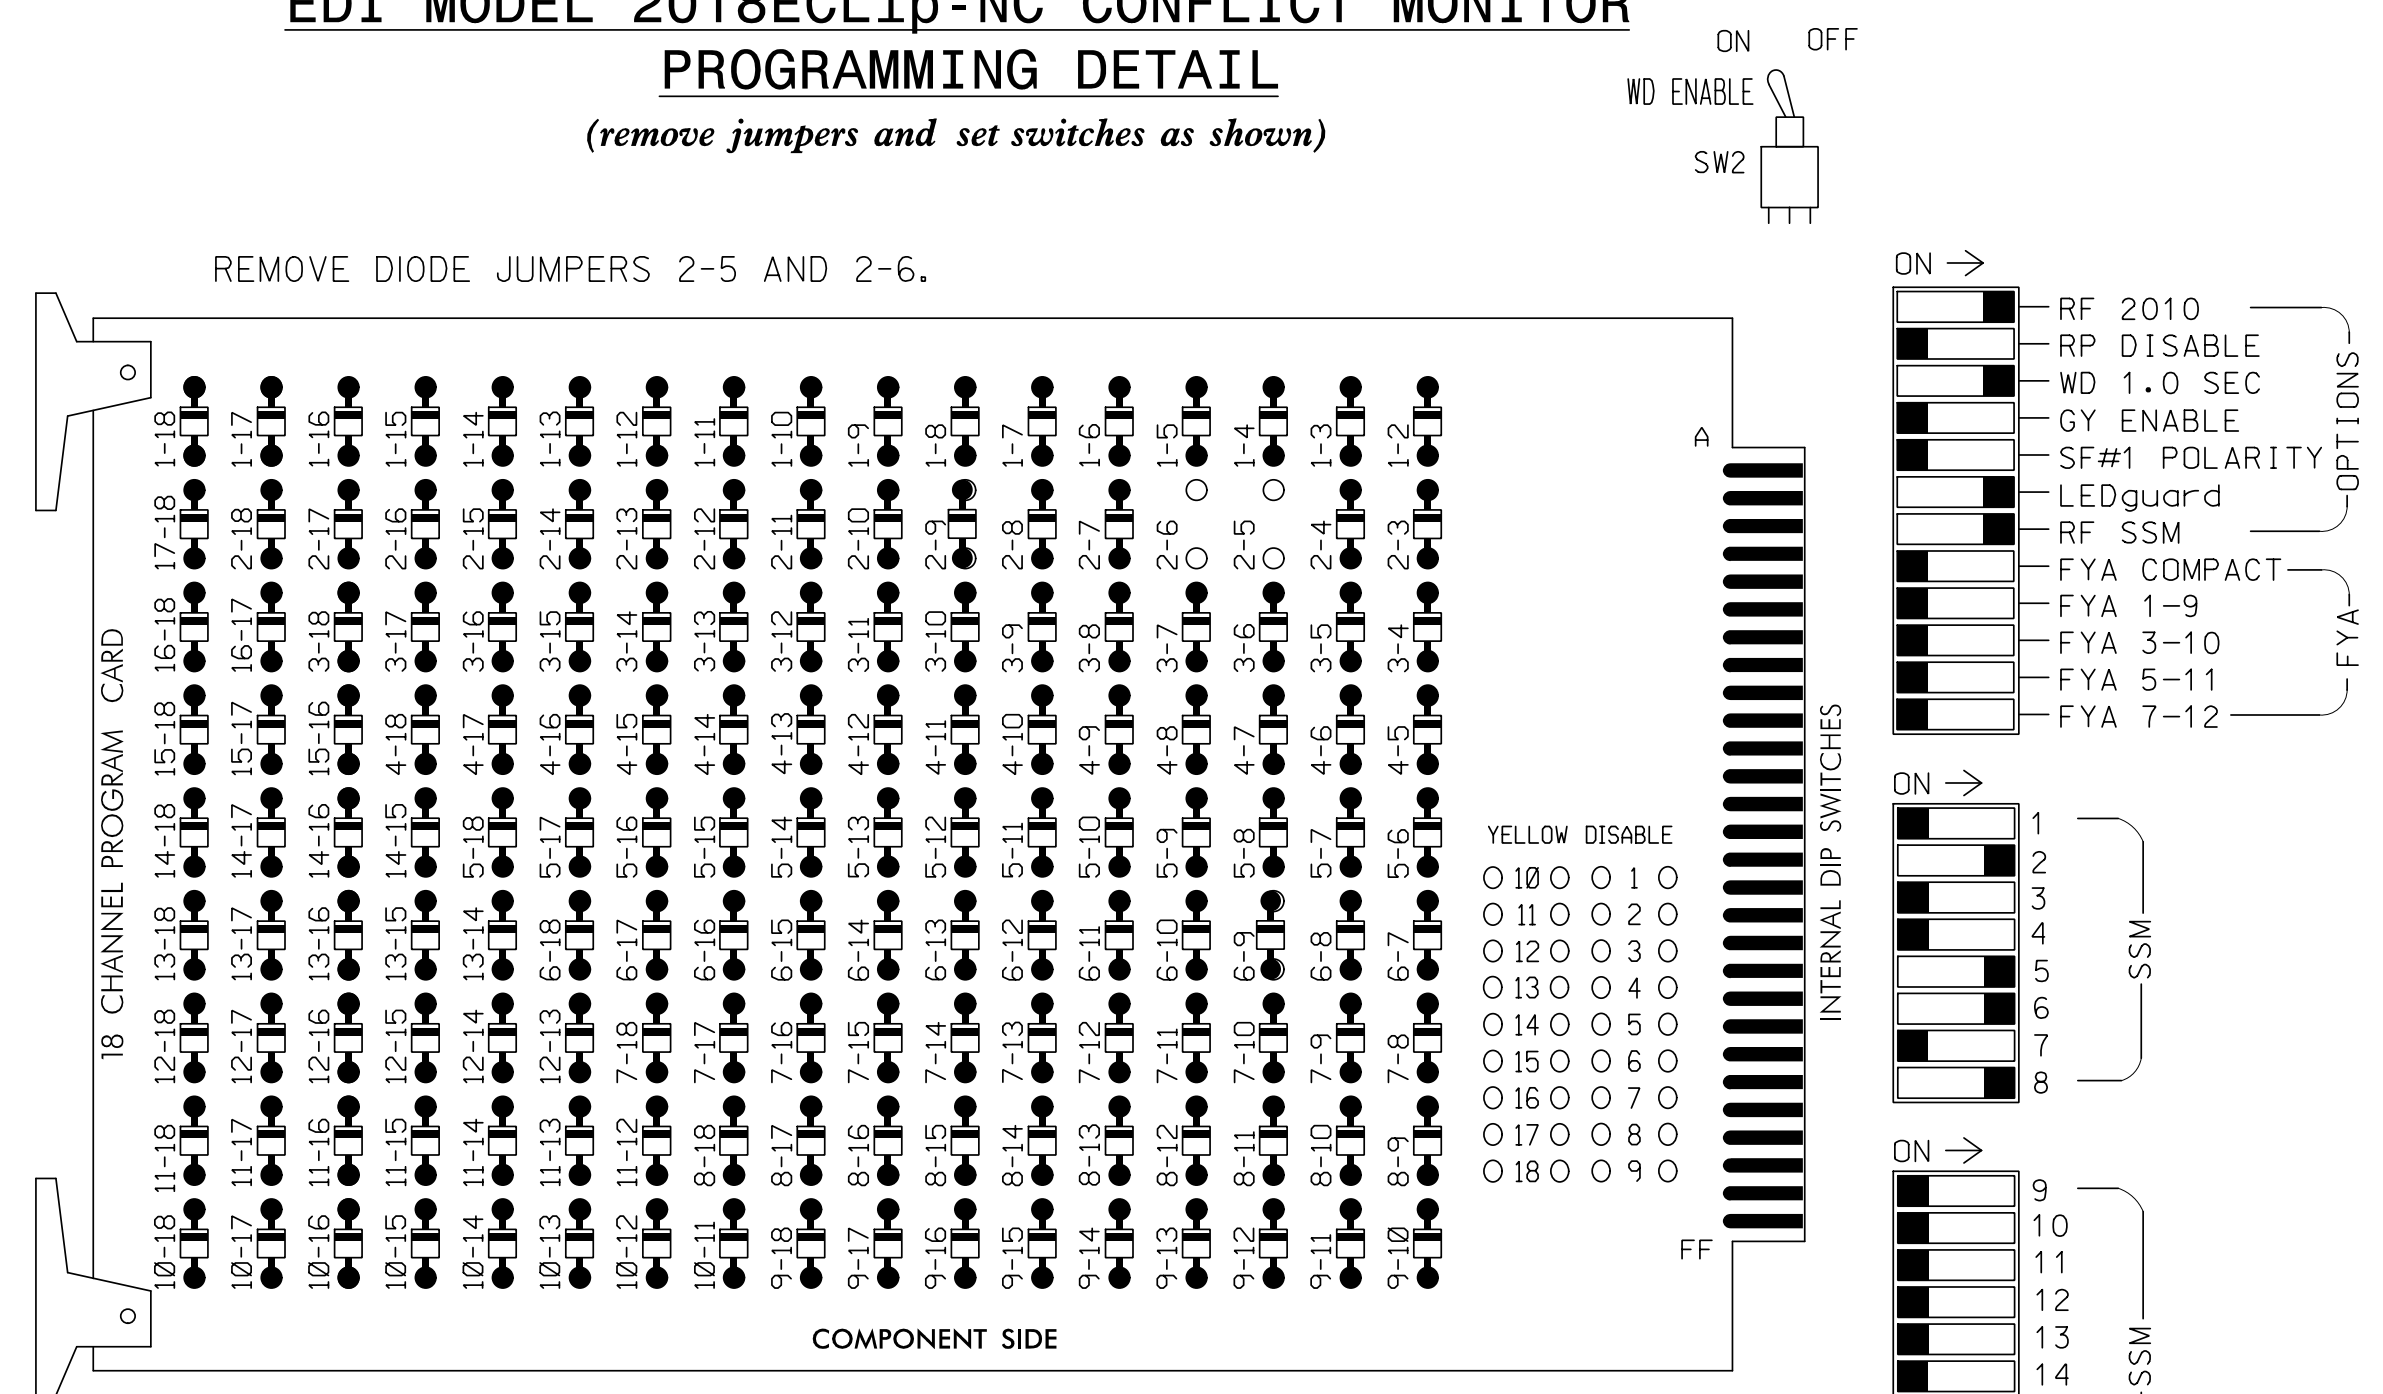 EDI MODEL 2018ECLip-NC CONFLICT MONITOR
PROGRAMMING DETAIL
(remove jumpers and set switches as shown)
ON OFF
WD ENABLE
SW2
REMOVE DIODE JUMPERS 2-5 AND 2-6.
18 CHANNEL PROGRAM CARD
1-18 1-17 1-16 1-15 1-14 1-13 1-12 1-11 1-10 1-9 1-8 1-7 1-6 1-5 1-4 1-3 1-2
17-18 2-18 2-17 2-16 2-15 2-14 2-13 2-12 2-11 2-10 2-9 2-8 2-7 2-6 2-5 2-4 2-3
16-18 16-17 3-18 3-17 3-16 3-15 3-14 3-13 3-12 3-11 3-10 3-9 3-8 3-7 3-6 3-5 3-4
15-18 15-17 15-16 4-18 4-17 4-16 4-15 4-14 4-13 4-12 4-11 4-10 4-9 4-8 4-7 4-6 4-5
14-18 14-17 14-16 14-15 5-18 5-17 5-16 5-15 5-14 5-13 5-12 5-11 5-10 5-9 5-8 5-7 5-6
13-18 13-17 13-16 13-15 13-14 6-18 6-17 6-16 6-15 6-14 6-13 6-12 6-11 6-10 6-9 6-8 6-7
12-18 12-17 12-16 12-15 12-14 12-13 7-18 7-17 7-16 7-15 7-14 7-13 7-12 7-11 7-10 7-9 7-8
11-18 11-17 11-16 11-15 11-14 11-13 11-12 8-18 8-17 8-16 8-15 8-14 8-13 8-12 8-11 8-10 8-9
10-18 10-17 10-16 10-15 10-14 10-13 10-12 10-11 9-18 9-17 9-16 9-15 9-14 9-13 9-12 9-11 9-10
COMPONENT SIDE
A
YELLOW DISABLE
10 1
11 2
12 3
13 4
14 5
15 6
16 7
17 8
18 9
FF
INTERNAL DIP SWITCHES
ON
RF 2010
RP DISABLE
WD 1.0 SEC
GY ENABLE
SF#1 POLARITY
LEDguard
RF SSM
OPTIONS
FYA COMPACT
FYA 1-9
FYA 3-10
FYA 5-11
FYA 7-12
FYA
ON
1
2
3
4
5
6
7
8
SSM
ON
9
10
11
12
13
14
SSM